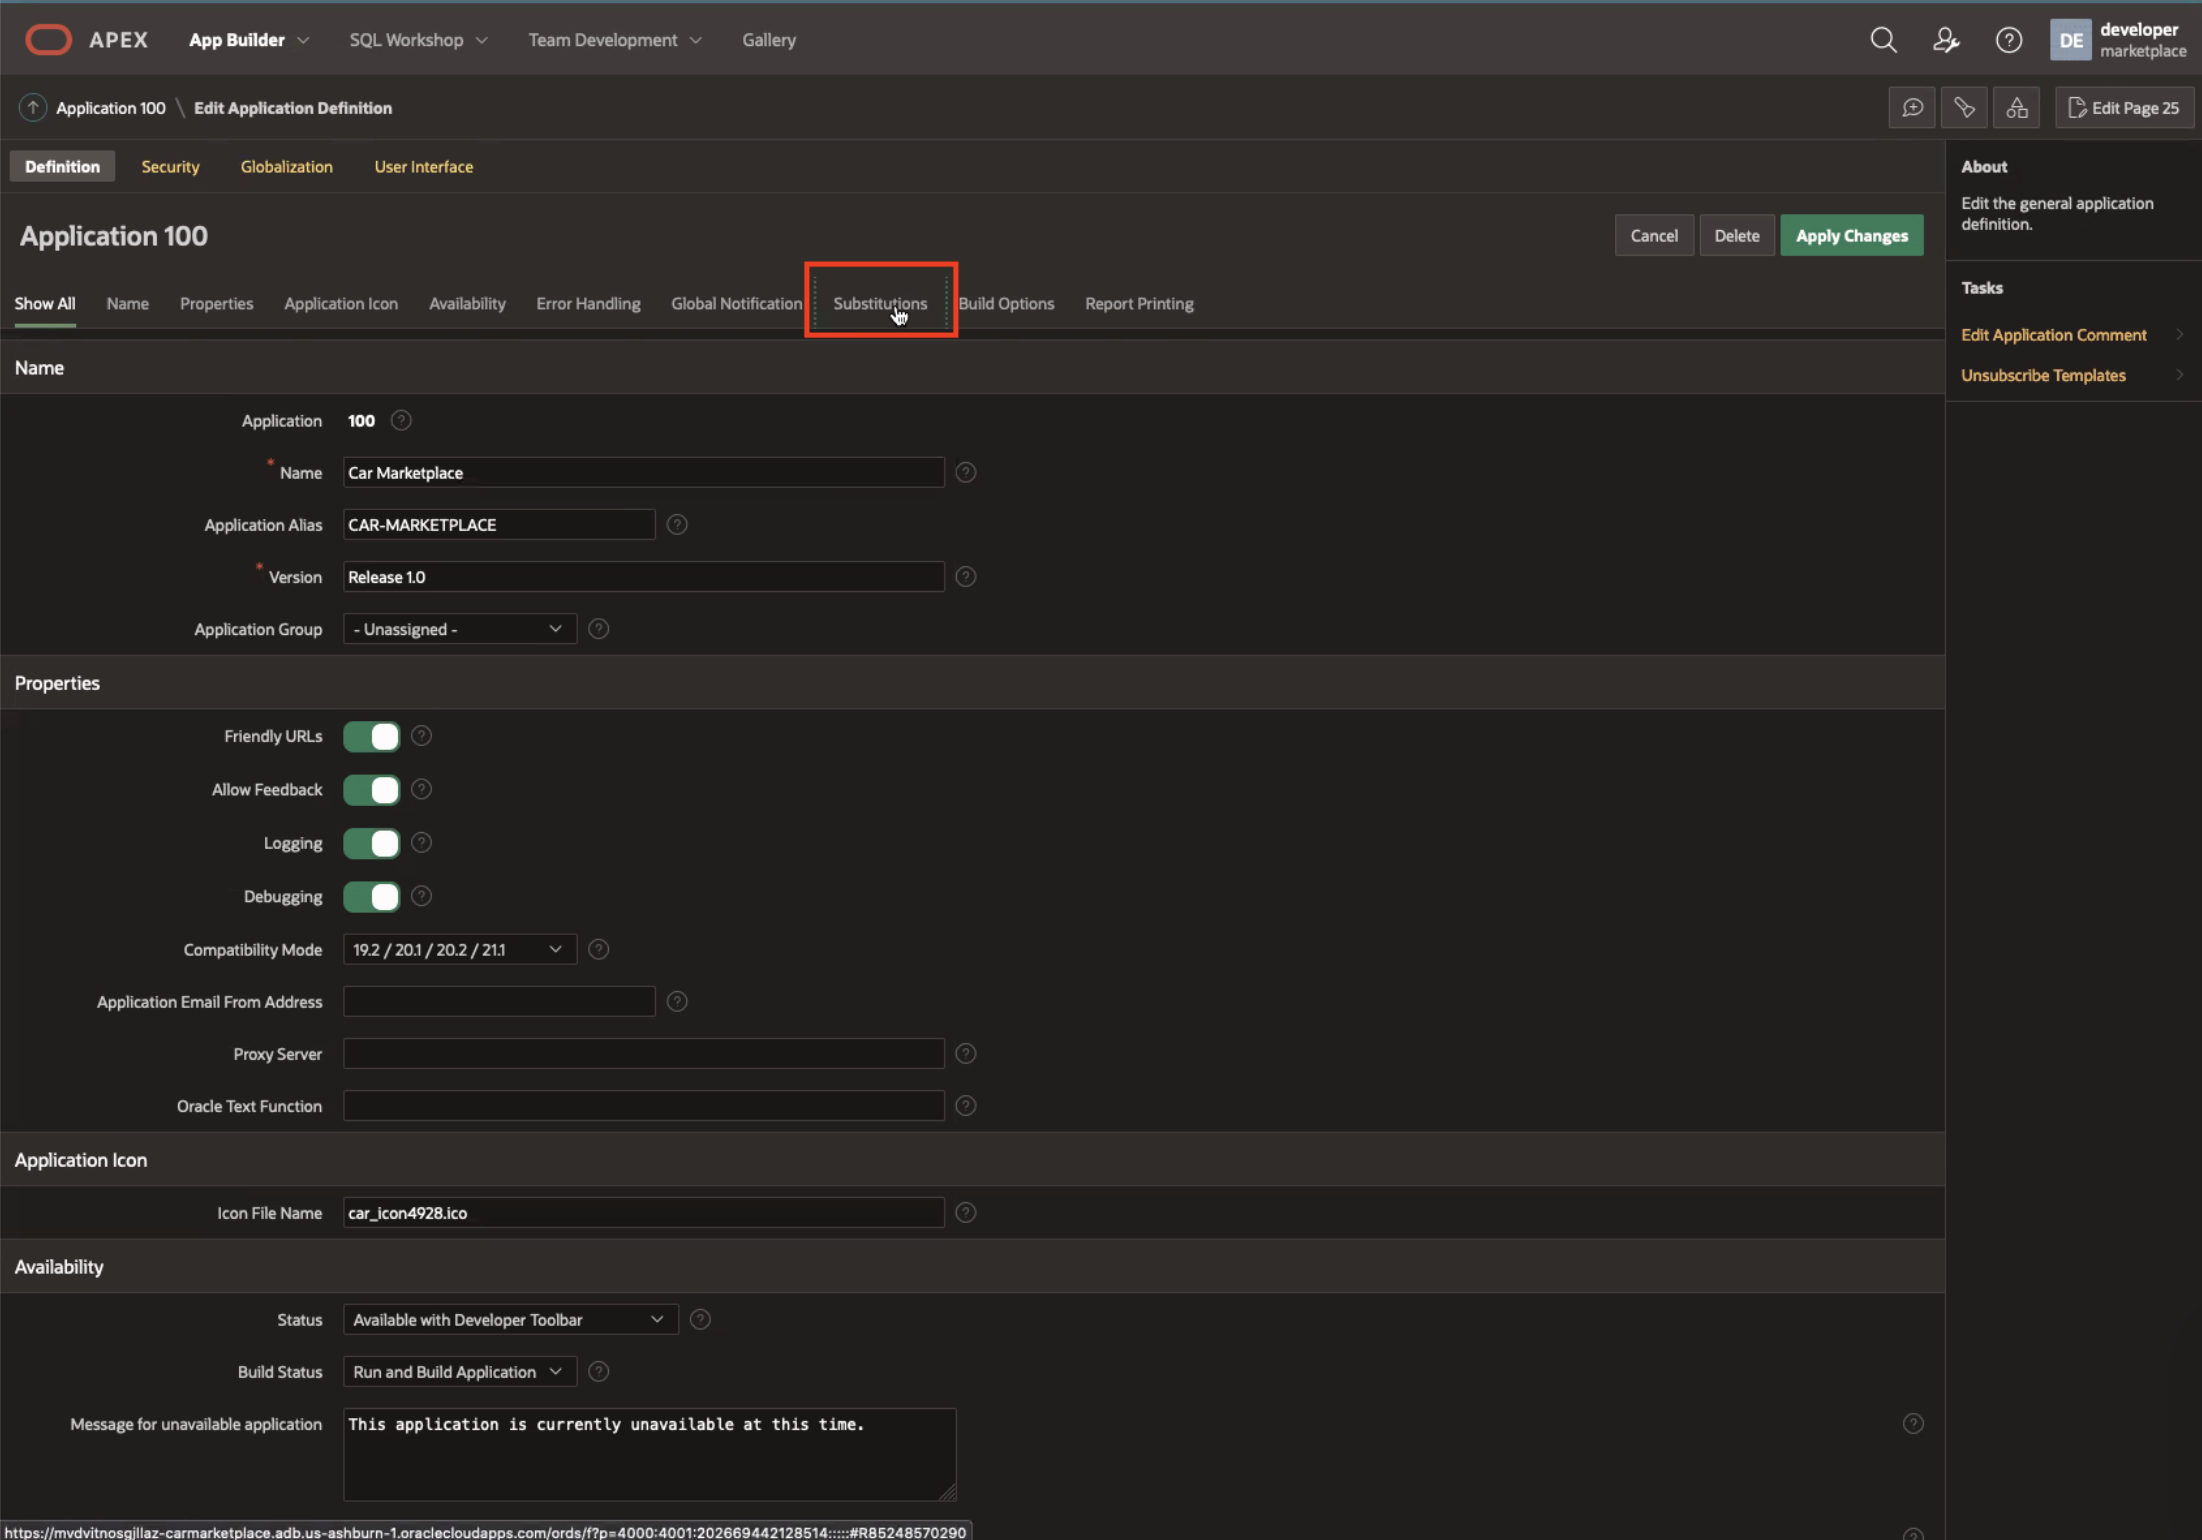 APEX App Builder SQL Workshop Team Development Gallery DE developer
marketplace
Application 100 \ Edit Application Definition Edit Page 25
Definition Security Globalization User Interface
About
Edit the general application
definition.
Application 100
Cancel Delete Apply Changes
Tasks
Edit Application Comment
Unsubscribe Templates
Show All Name Properties Application Icon Availability Error Handling Global Notification Substitutions Build Options Report Printing
Name
Application 100
* Name Car Marketplace
Application Alias CAR-MARKETPLACE
* Version Release 1.0
Application Group - Unassigned -
Properties
Friendly URLs
Allow Feedback
Logging
Debugging
Compatibility Mode 19.2 / 20.1 / 20.2 / 21.1
Application Email From Address
Proxy Server
Oracle Text Function
Application Icon
Icon File Name car_icon4928.ico
Availability
Status Available with Developer Toolbar
Build Status Run and Build Application
Message for unavailable application This application is currently unavailable at this time.
https://mvdvitnosgjllaz-carmarketplace.adb.us-ashburn-1.oraclecloudapps.com/ords/f?p=4000:4001:202669442128514:::::#R85248570290